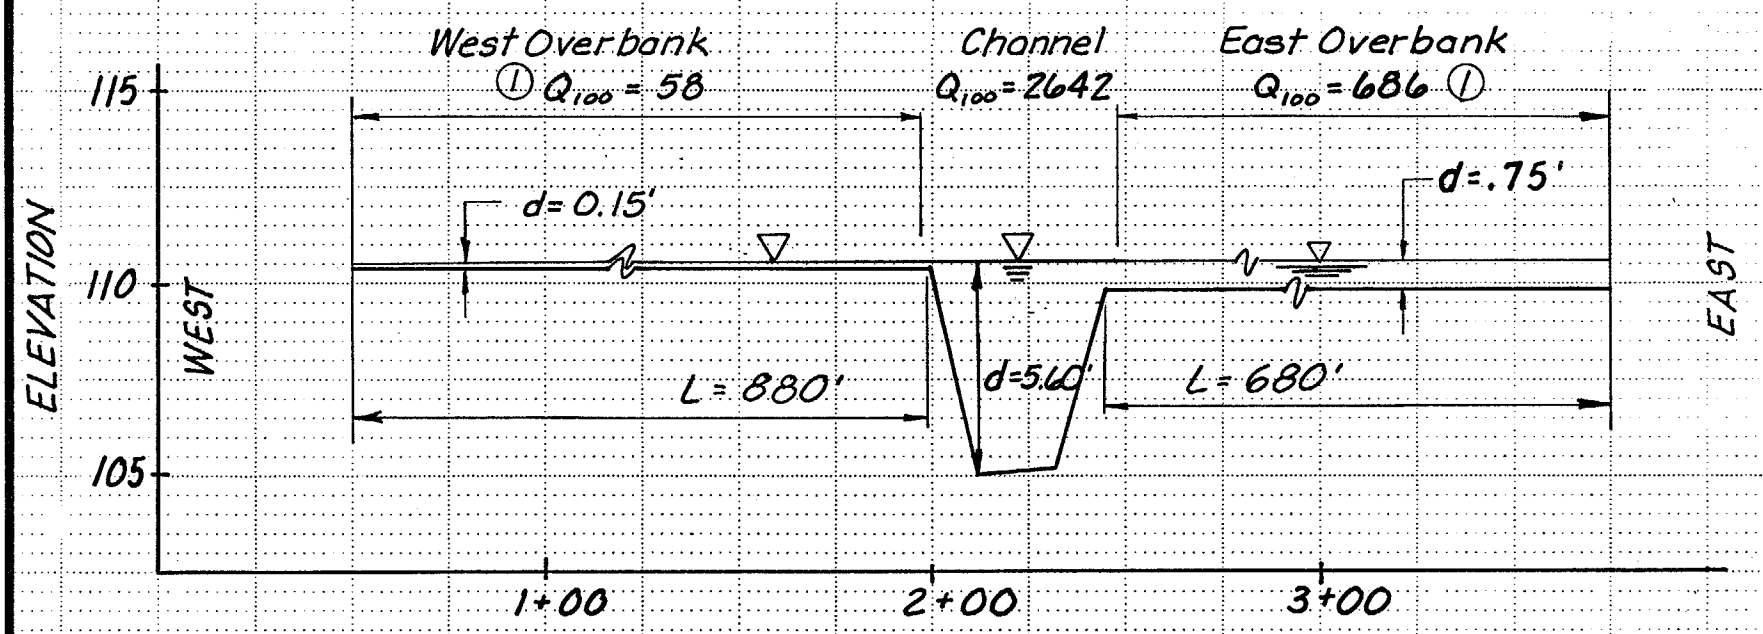 West Overbank
① Q100 = 58
Channel
Q100 = 2642
East Overbank
Q100 = 686 ①
115
110
105
ELEVATION
WEST
EAST
d = 0.15'
d = .75'
d = 5.60'
L = 880'
L = 680'
1+00
2+00
3+00